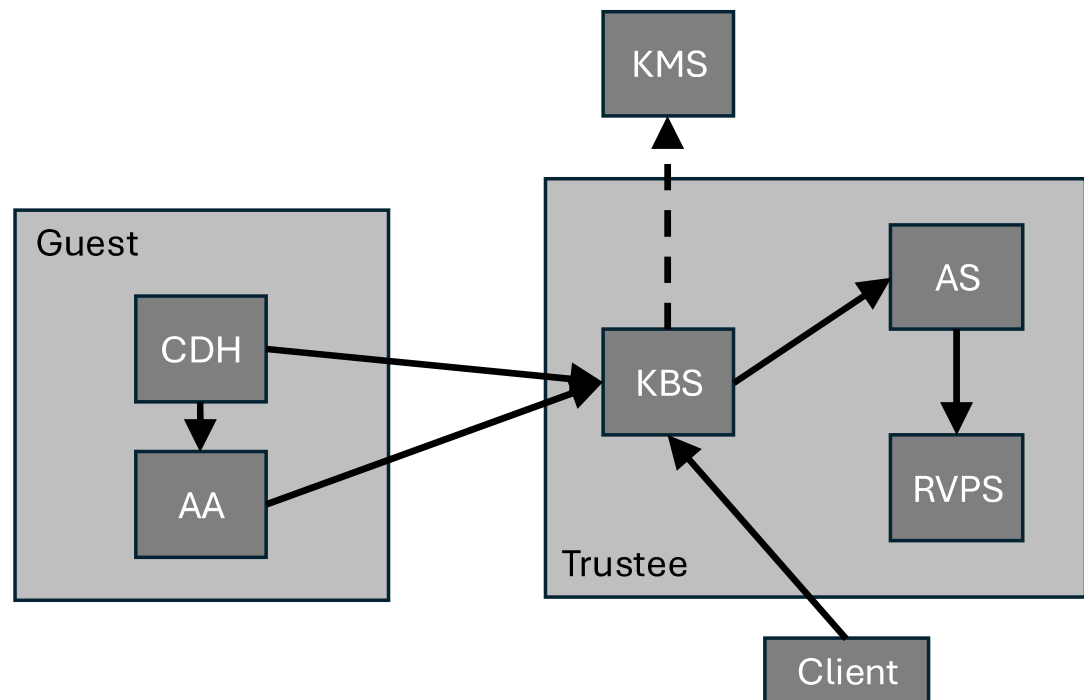 KMS
Guest
CDH
AA
KBS
AS
RVPS
Trustee
Client